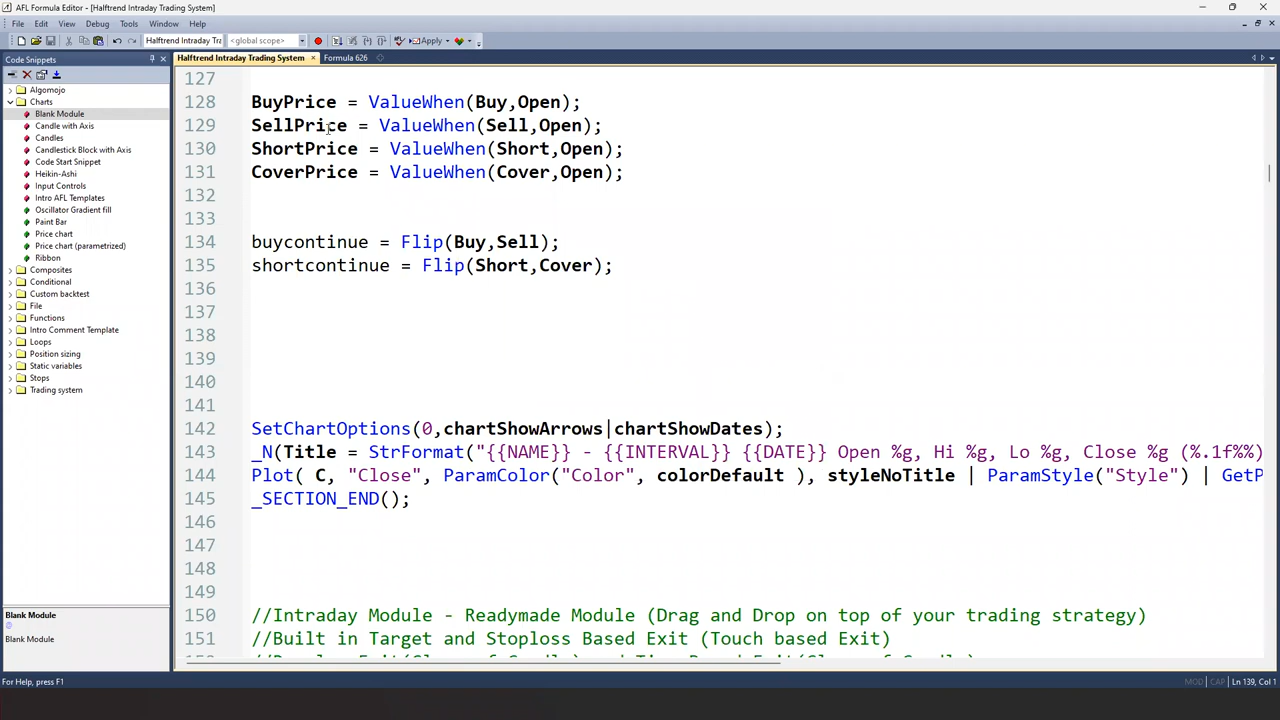 AFL Formula Editor - [Halftrend Intraday Trading System]
File Edit View Debug Tools Window Help
Halftrend Intraday Tra <global scope> Apply
Code Snippets
Halftrend Intraday Trading System Formula 626
Algomojo
Charts
Blank Module
Candle with Axis
Candles
Candlestick Block with Axis
Code Start Snippet
Heikin-Ashi
Input Controls
Intro AFL Templates
Oscillator Gradient fill
Paint Bar
Price chart
Price chart (parametrized)
Ribbon
Composites
Conditional
Custom backtest
File
Functions
Intro Comment Template
Loops
Position sizing
Static variables
Stops
Trading system
Blank Module
@
Blank Module
127
128 BuyPrice = ValueWhen(Buy,Open);
129 SellPrice = ValueWhen(Sell,Open);
130 ShortPrice = ValueWhen(Short,Open);
131 CoverPrice = ValueWhen(Cover,Open);
132
133
134 buycontinue = Flip(Buy,Sell);
135 shortcontinue = Flip(Short,Cover);
136
137
138
139
140
141
142 SetChartOptions(0,chartShowArrows|chartShowDates);
143 _N(Title = StrFormat("{{NAME}} - {{INTERVAL}} {{DATE}} Open %g, Hi %g, Lo %g, Close %g (%.1f%%)
144 Plot( C, "Close", ParamColor("Color", colorDefault ), styleNoTitle | ParamStyle("Style") | GetP
145 _SECTION_END();
146
147
148
149
150 //Intraday Module - Readymade Module (Drag and Drop on top of your trading strategy)
151 //Built in Target and Stoploss Based Exit (Touch based Exit)
For Help, press F1
MOD CAP Ln 139, Col 1